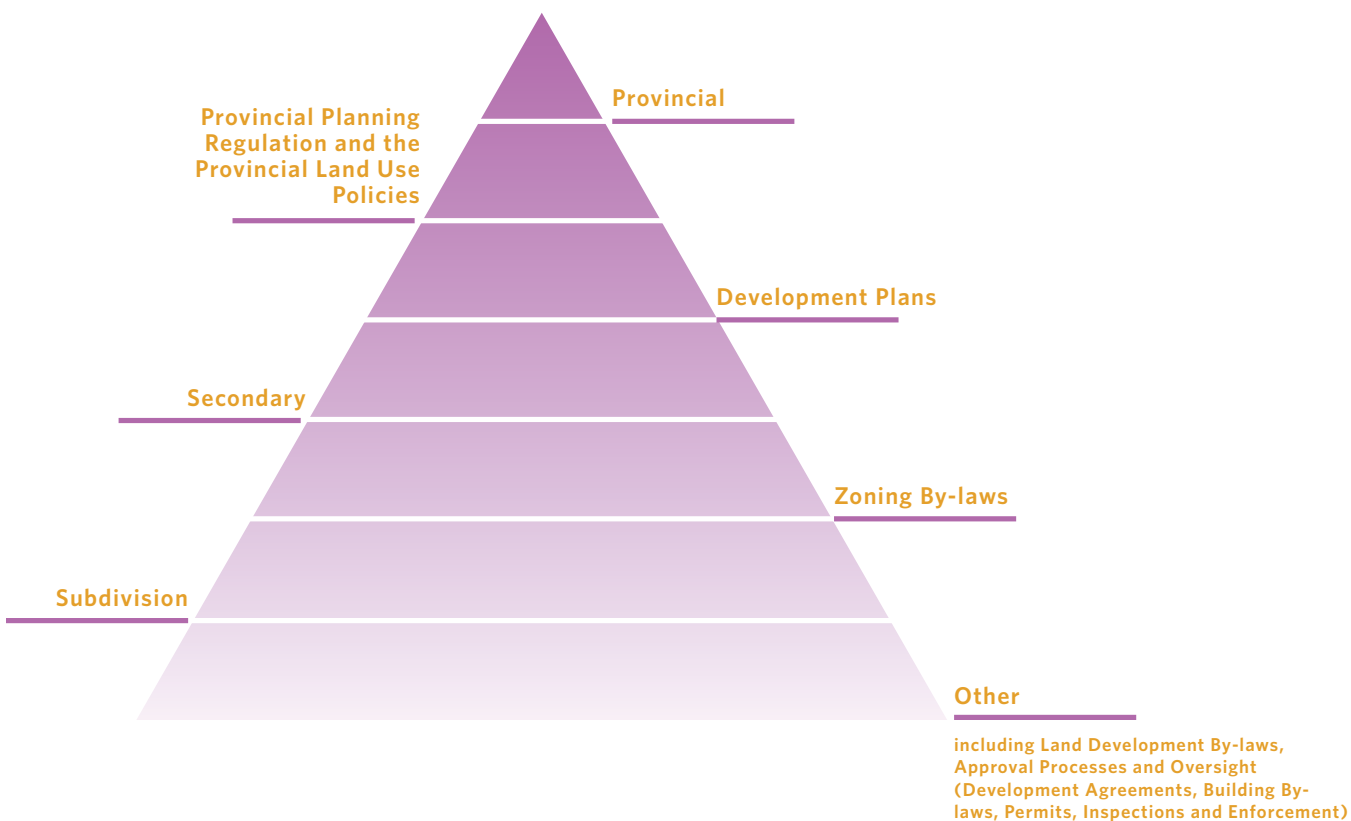 Provincial
Provincial Planning
Regulation and the
Provincial Land Use
Policies
Development Plans
Secondary
Zoning By-laws
Subdivision
Other
including Land Development By-laws,
Approval Processes and Oversight
(Development Agreements, Building By-
laws, Permits, Inspections and Enforcement)